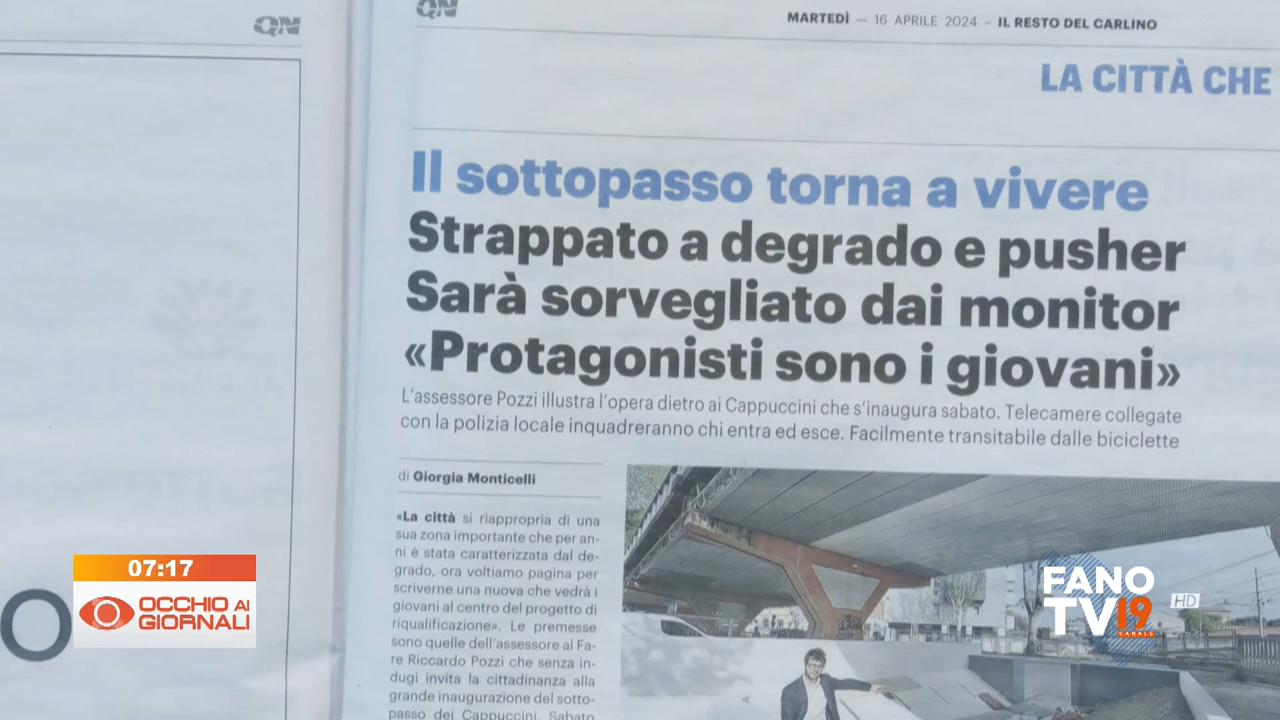 QN
QN
MARTEDÌ — 16 APRILE 2024 – IL RESTO DEL CARLINO
LA CITTÀ CHE
Il sottopasso torna a vivere
Strappato a degrado e pusher
Sarà sorvegliato dai monitor
«Protagonisti sono i giovani»
L'assessore Pozzi illustra l'opera dietro ai Cappuccini che s'inaugura sabato. Telecamere collegate
con la polizia locale inquadreranno chi entra ed esce. Facilmente transitabile dalle biciclette
di Giorgia Monticelli
«La città si riappropria di una
sua zona importante che per an-
ni è stata caratterizzata dal de-
grado, ora voltiamo pagina per
scriverne una nuova che vedrà i
giovani al centro del progetto di
riqualificazione». Le premesse
sono quelle dell'assessore al Fa-
re Riccardo Pozzi che senza in-
dugi invita la cittadinanza alla
grande inaugurazione del sotto-
passo dei Cappuccini. Sabato
O
07:17
OCCHIO AI
GIORNALI
FANO
TV 19
CANALE
HD